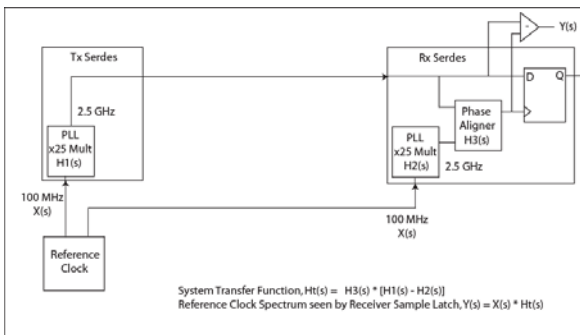 Y(s)
Tx Serdes
Rx Serdes
-
D
Q
2.5 GHz
Phase
Aligner
H3(s)
PLL
x25 Mult
H1(s)
PLL
x25 Mult
H2(s)
2.5 GHz
100 MHz
X(s)
100 MHz
X(s)
Reference
Clock
System Transfer Function, Ht(s) = H3(s) * [H1(s) - H2(s)]
Reference Clock Spectrum seen by Receiver Sample Latch, Y(s) = X(s) * Ht(s)